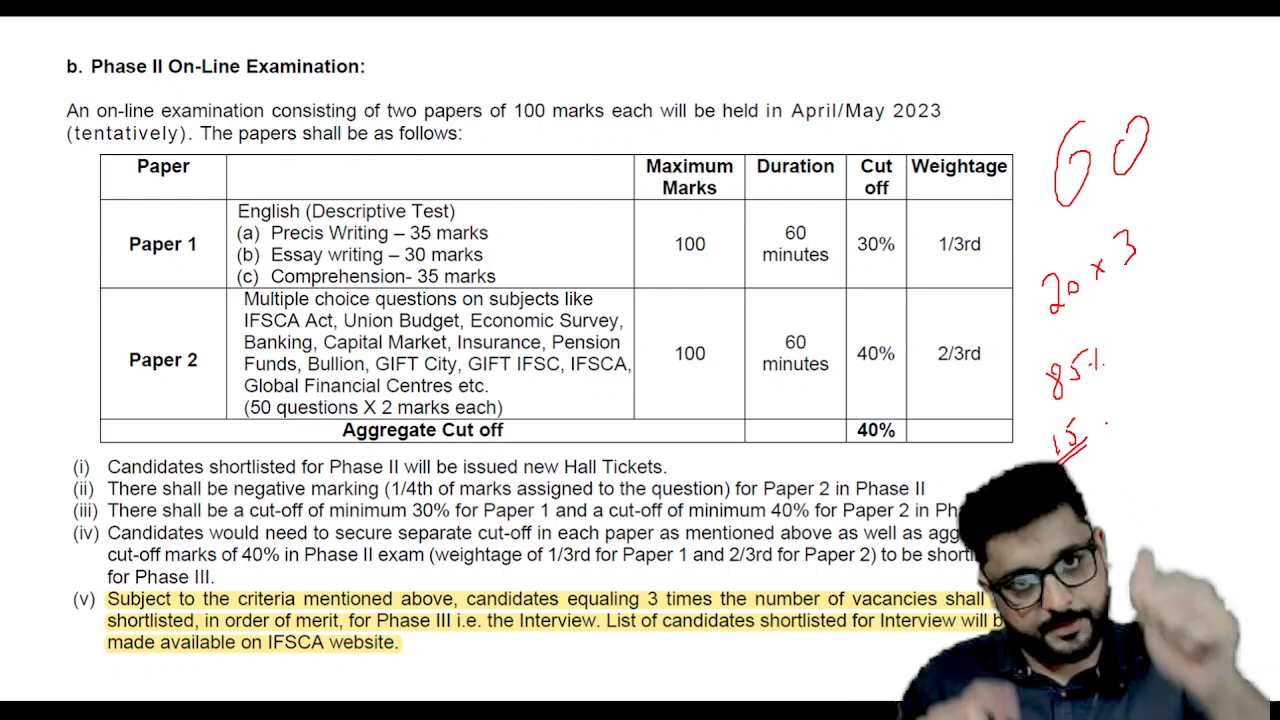 b. Phase II On-Line Examination:
An on-line examination consisting of two papers of 100 marks each will be held in April/May 2023
(tentatively). The papers shall be as follows:
Paper Maximum Marks Duration Cut off Weightage
Paper 1
English (Descriptive Test)
(a) Precis Writing – 35 marks
(b) Essay writing – 30 marks
(c) Comprehension- 35 marks
100 60 minutes 30% 1/3rd
Paper 2
Multiple choice questions on subjects like
IFSCA Act, Union Budget, Economic Survey,
Banking, Capital Market, Insurance, Pension
Funds, Bullion, GIFT City, GIFT IFSC, IFSCA,
Global Financial Centres etc.
(50 questions X 2 marks each)
100 60 minutes 40% 2/3rd
Aggregate Cut off 40%
(i) Candidates shortlisted for Phase II will be issued new Hall Tickets.
(ii) There shall be negative marking (1/4th of marks assigned to the question) for Paper 2 in Phase II
(iii) There shall be a cut-off of minimum 30% for Paper 1 and a cut-off of minimum 40% for Paper 2 in
(iv) Candidates would need to secure separate cut-off in each paper as mentioned above as well as
cut-off marks of 40% in Phase II exam (weightage of 1/3rd for Paper 1 and 2/3rd for Paper 2) to be
for Phase III.
(v) Subject to the criteria mentioned above, candidates equaling 3 times the number of vacancies shall
shortlisted, in order of merit, for Phase III i.e. the Interview. List of candidates shortlisted for Interview will
made available on IFSCA website.
60
20 x 3
85%
15